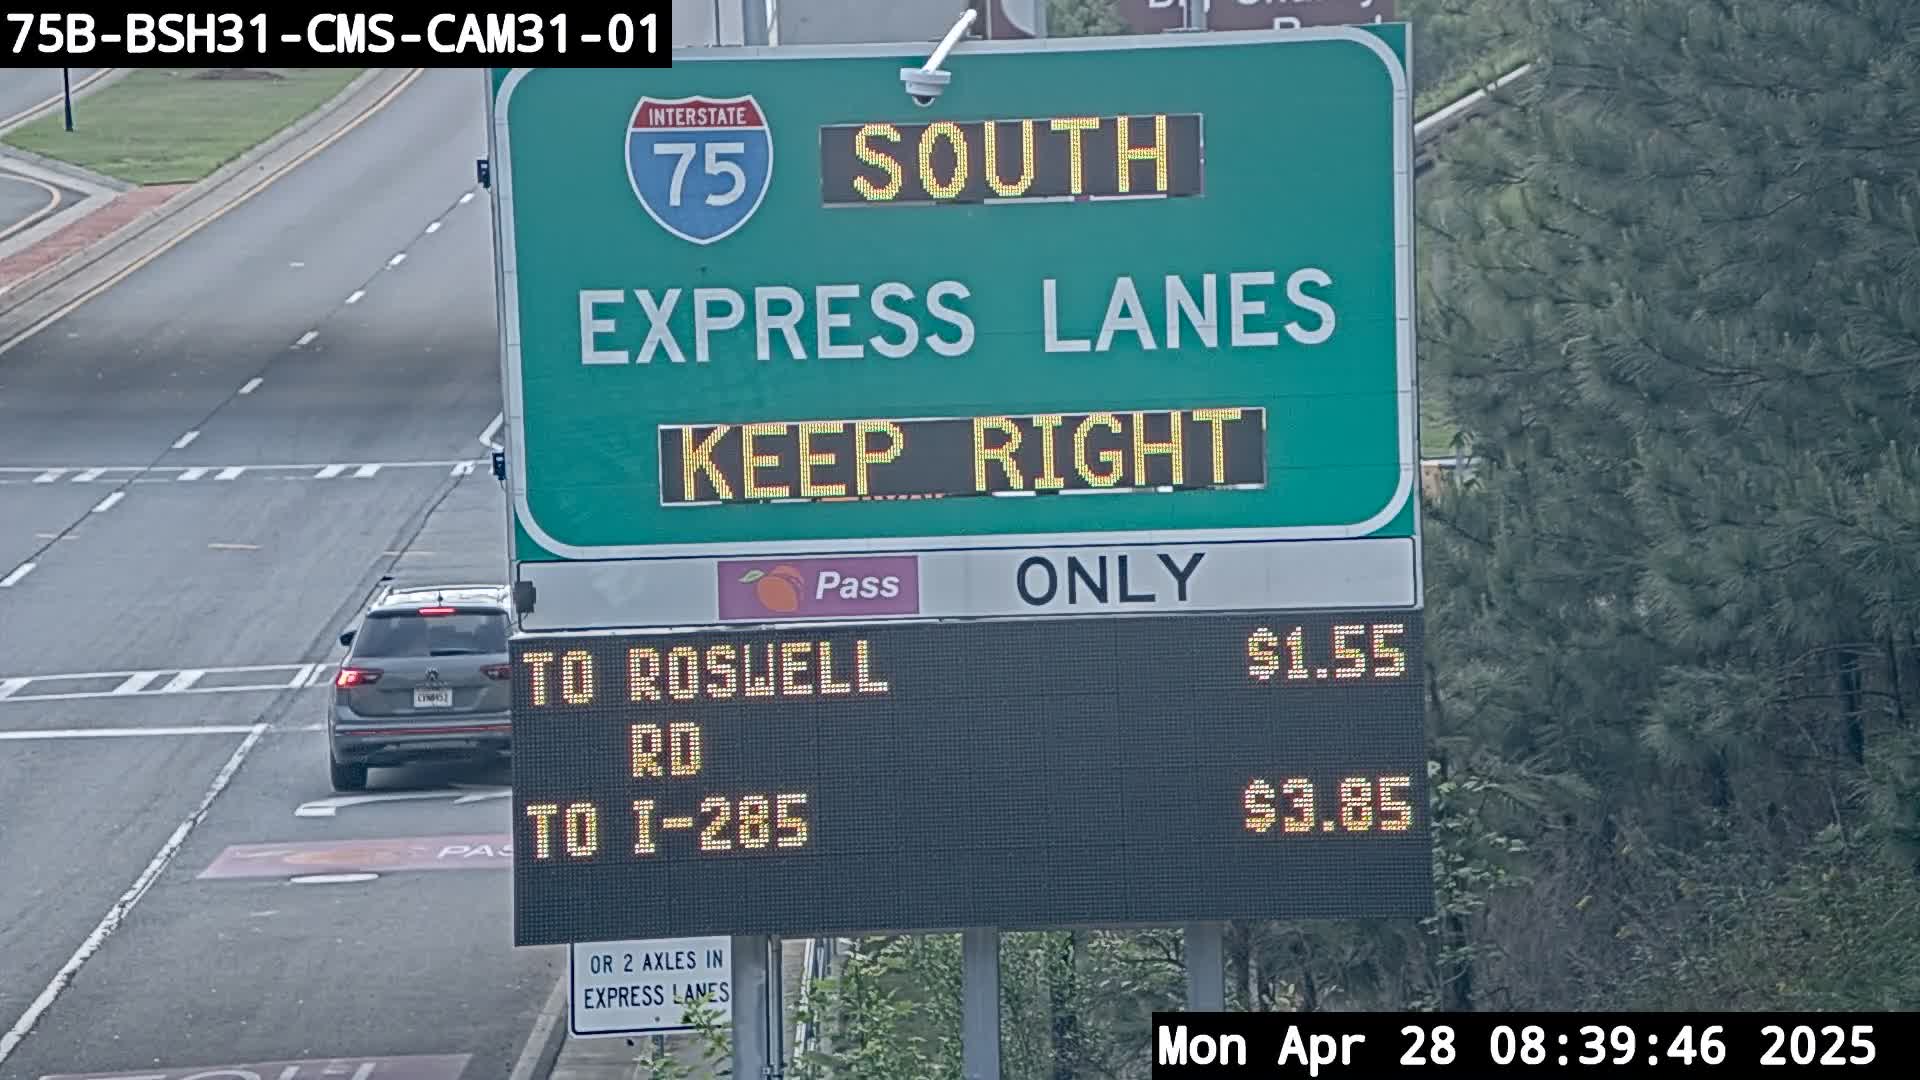 75B-BSH31-CMS-CAM31-01
INTERSTATE
75
SOUTH
EXPRESS LANES
KEEP RIGHT
Pass
ONLY
TO ROSWELL $1.55
RD
TO I-285 $3.85
OR 2 AXLES IN
EXPRESS LANES
Mon Apr 28 08:39:46 2025